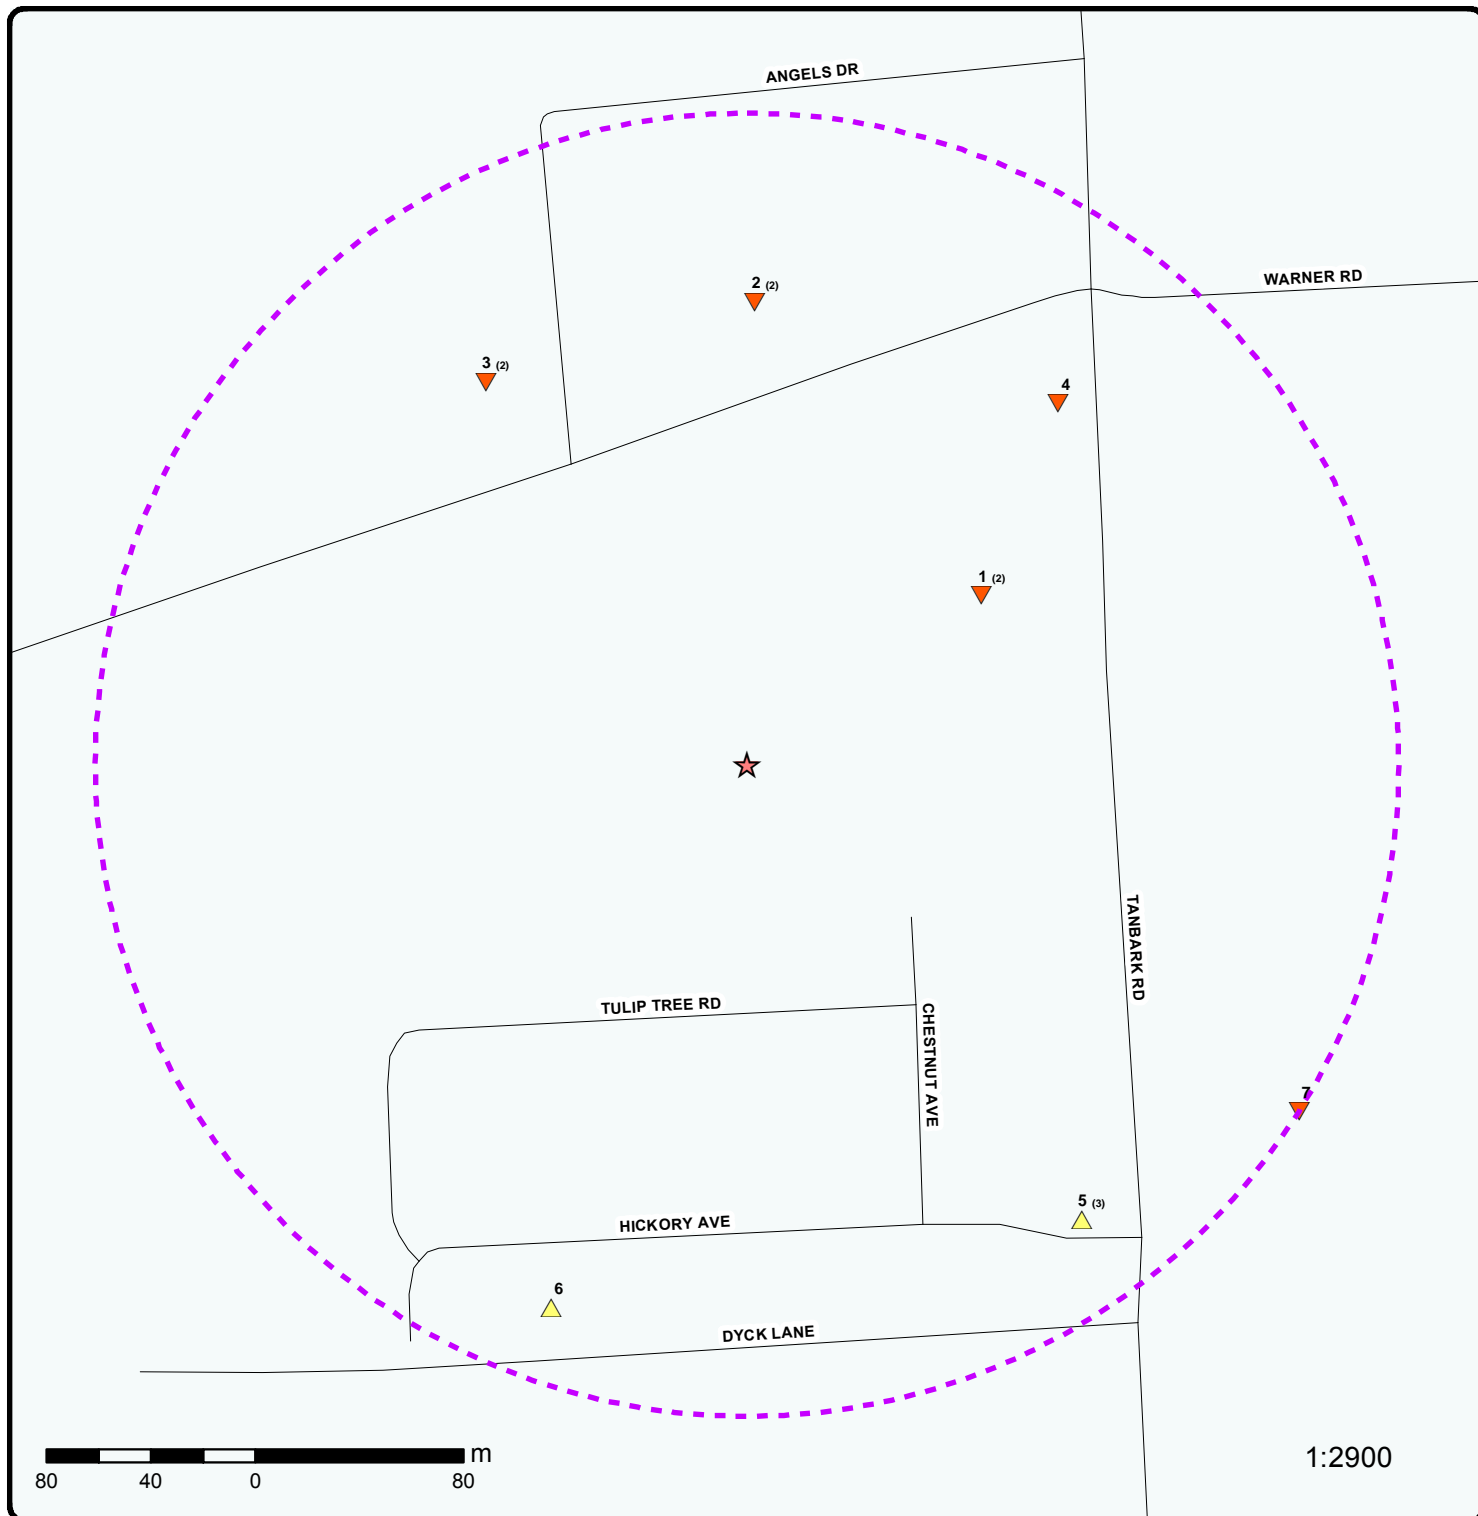 ANGELS DR
WARNER RD
2 (2)
3 (2)
4
1 (2)
TANBARK RD
TULIP TREE RD
CHESTNUT AVE
7
5 (3)
HICKORY AVE
6
DYCK LANE
m
80 40 0 80
1:2900